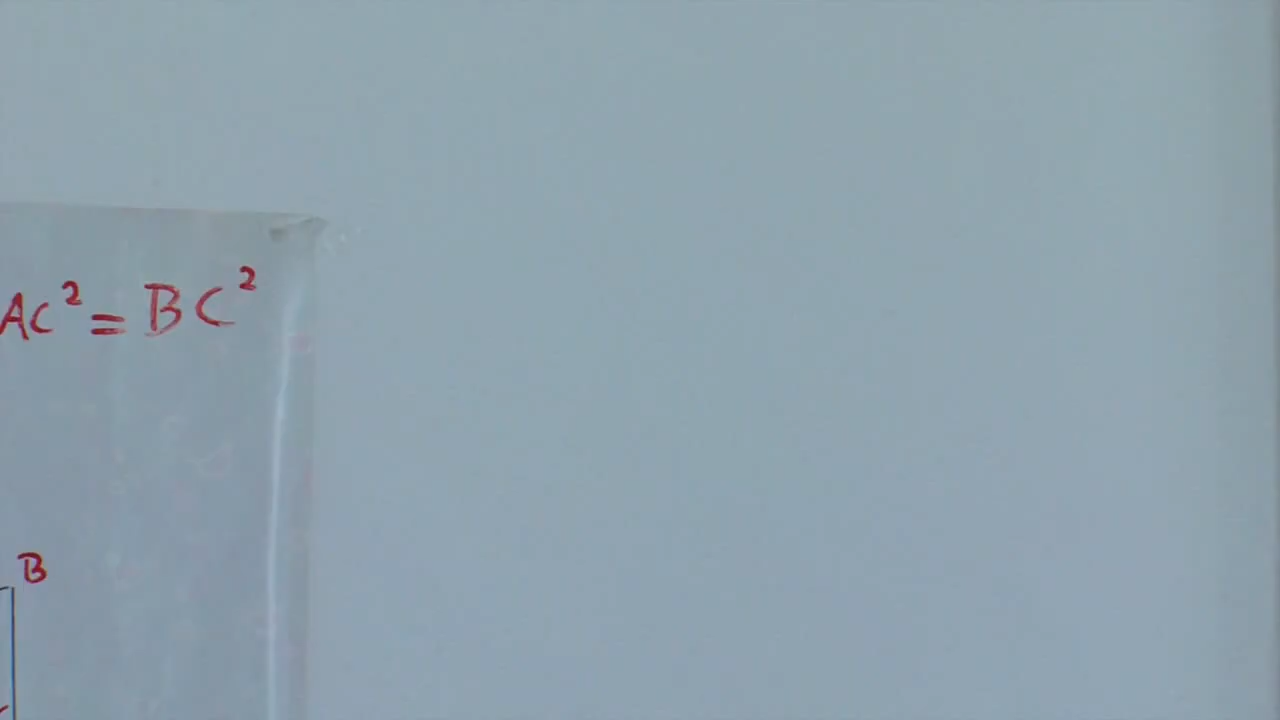 AC² = BC²
B